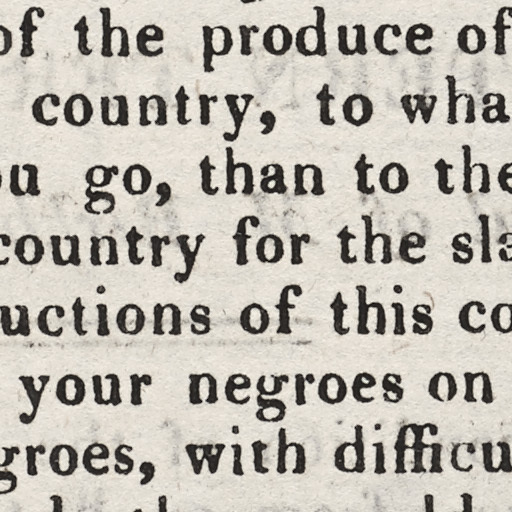 of the produce of
country, to wha
ou go, than to the
country for the sla
uctions of this co
your negroes on
groes, with difficu